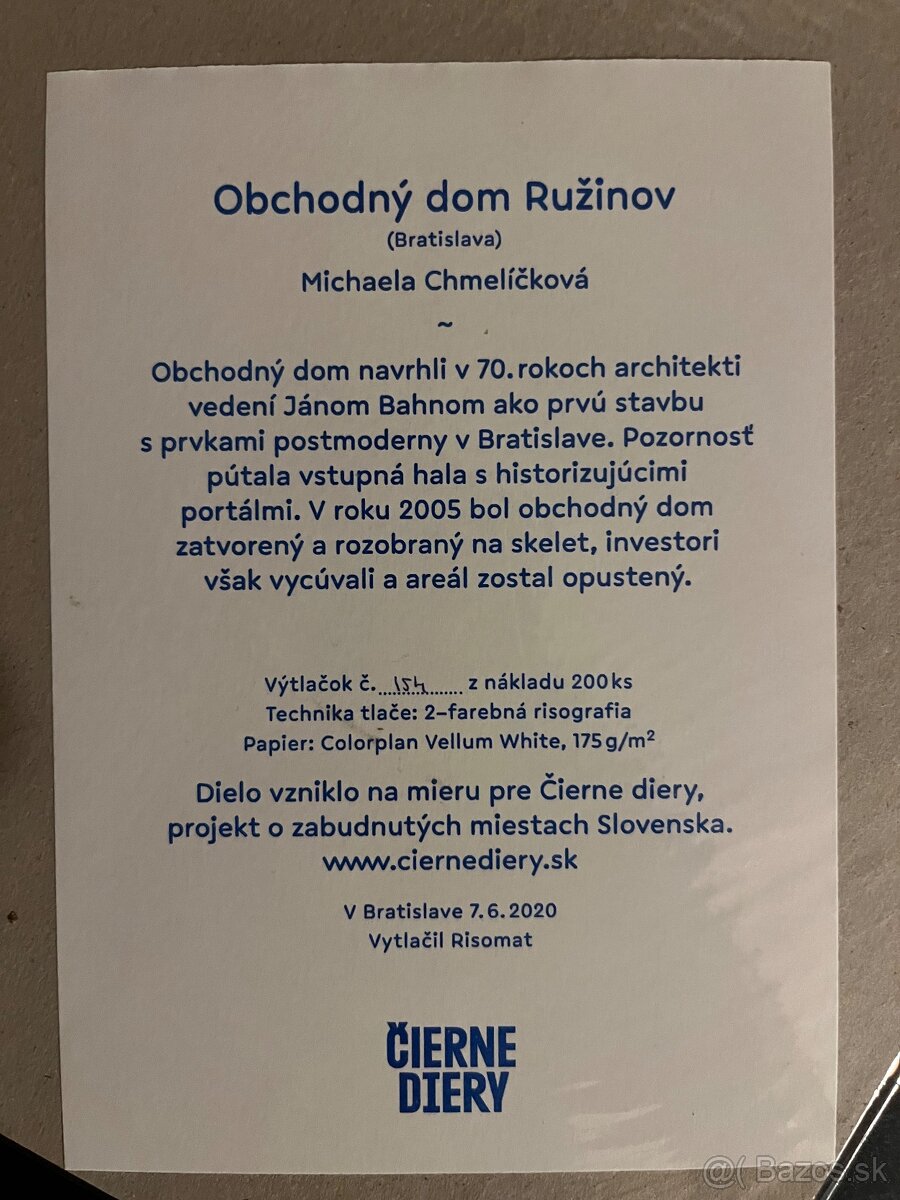 Obchodný dom Ružinov
(Bratislava)
Michaela Chmelíčková
~
Obchodný dom navrhli v 70. rokoch architekti
vedení Jánom Bahnom ako prvú stavbu
s prvkami postmoderny v Bratislave. Pozornosť
pútala vstupná hala s historizujúcimi
portálmi. V roku 2005 bol obchodný dom
zatvorený a rozobraný na skelet, investori
však vycúvali a areál zostal opustený.
Výtlačok č. 154 z nákladu 200 ks
Technika tlače: 2-farebná risografia
Papier: Colorplan Vellum White, 175 g/m²
Dielo vzniklo na mieru pre Čierne diery,
projekt o zabudnutých miestach Slovenska.
www.ciernediery.sk
V Bratislave 7. 6. 2020
Vytlačil Risomat
ČIERNE
DIERY
@( Bazos.sk